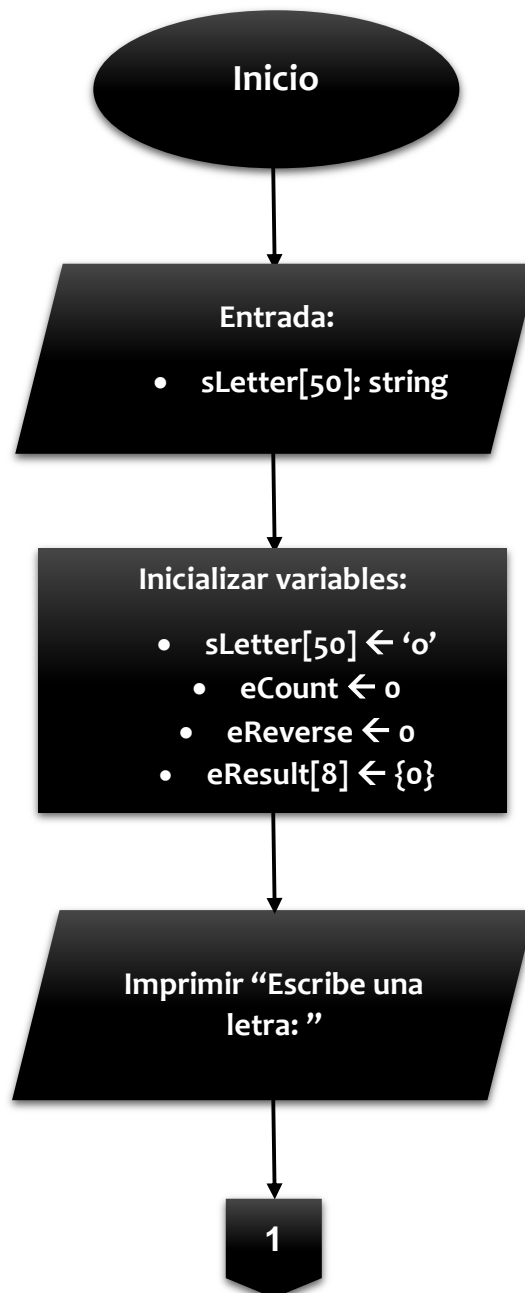 Inicio
Entrada:
• sLetter[50]: string
Inicializar variables:
• sLetter[50] ← ‘0’
• eCount ← 0
• eReverse ← 0
• eResult[8] ← {0}
Imprimir “Escribe una
letra: ”
1